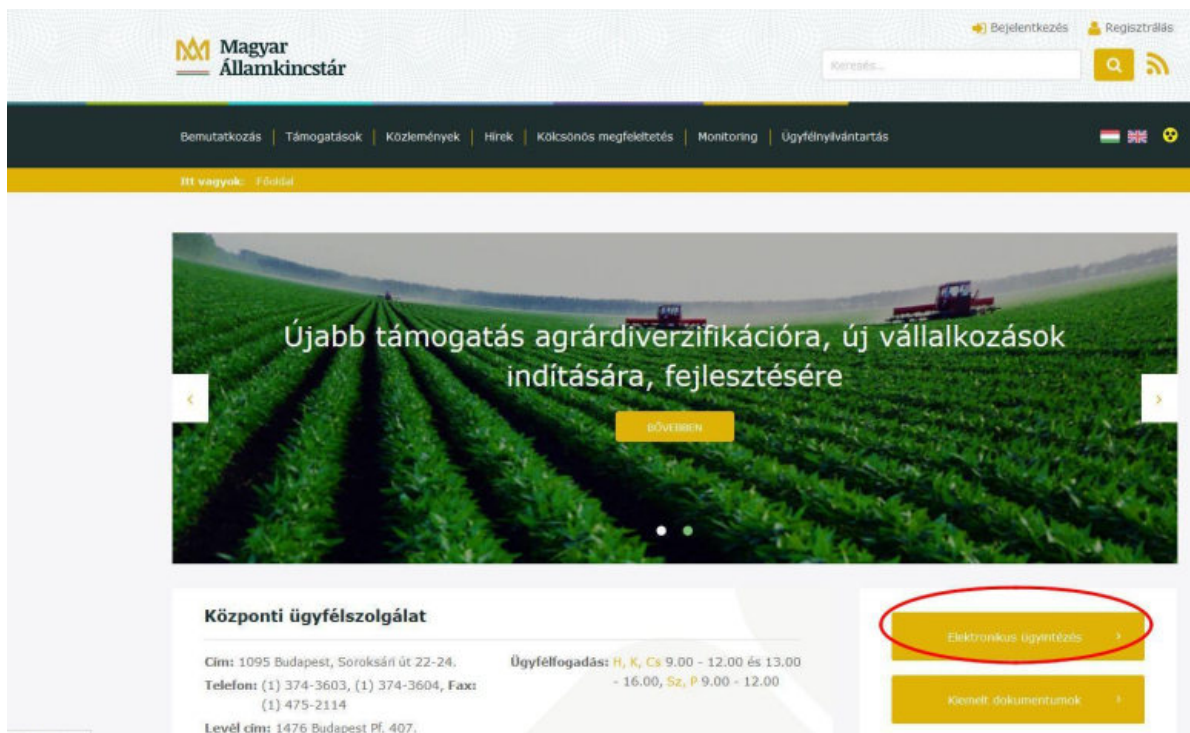 Bejelentkezés Regisztrálás
Magyar
Államkincstár
Keresés...
Bemutatkozás | Támogatások | Közlemények | Hírek | Kölcsönös megfeleltetés | Monitoring | Ügyfélnyilvántartás
Itt vagyok: Főoldal
Újabb támogatás agrárdiverzifikációra, új vállalkozások
indítására, fejlesztésére
BŐVEBBEN
Központi ügyfélszolgálat
Cím: 1095 Budapest, Soroksári út 22-24.
Telefon: (1) 374-3603, (1) 374-3604, Fax:
(1) 475-2114
Levél cím: 1476 Budapest Pf. 407.
Ügyfélfogadás: H, K, Cs 9.00 - 12.00 és 13.00
- 16.00, Sz, P 9.00 - 12.00
Elektronikus ügyintézés
Kiemelt dokumentumok